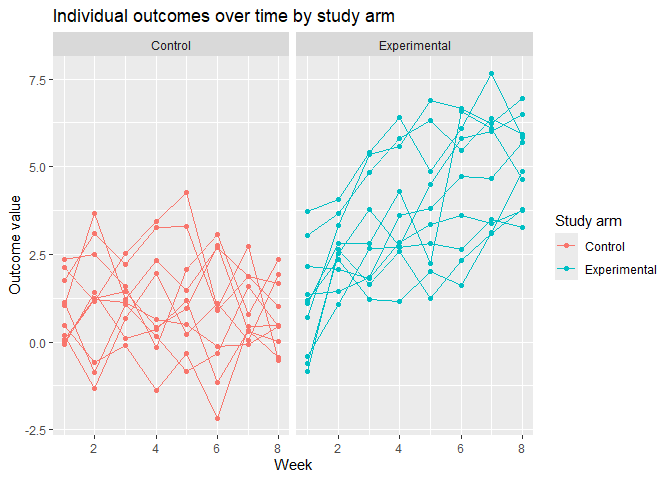 Individual outcomes over time by study arm
Control
Experimental
7.5
5.0
2.5
0.0
-2.5
Outcome value
2 4 6 8
2 4 6 8
Week
Study arm
Control
Experimental